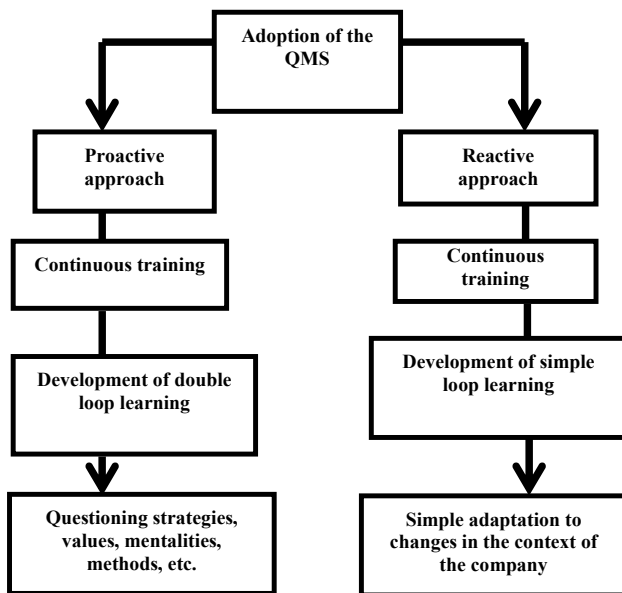 Adoption of the
QMS
Proactive
approach
Reactive
approach
Continuous training
Continuous
training
Development of double
loop learning
Development of simple
loop learning
Questioning strategies,
values, mentalities,
methods, etc.
Simple adaptation to
changes in the context of
the company